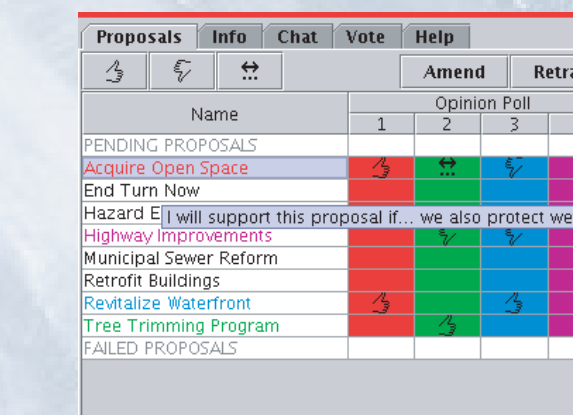 Proposals Info Chat Vote Help
Amend
Name Opinion Poll
1 2 3
PENDING PROPOSALS
Acquire Open Space
End Turn Now
Hazard
I will support this proposal if... we also protect
Highway Improvements
Municipal Sewer Reform
Retrofit Buildings
Revitalize Waterfront
Tree Trimming Program
FAILED PROPOSALS